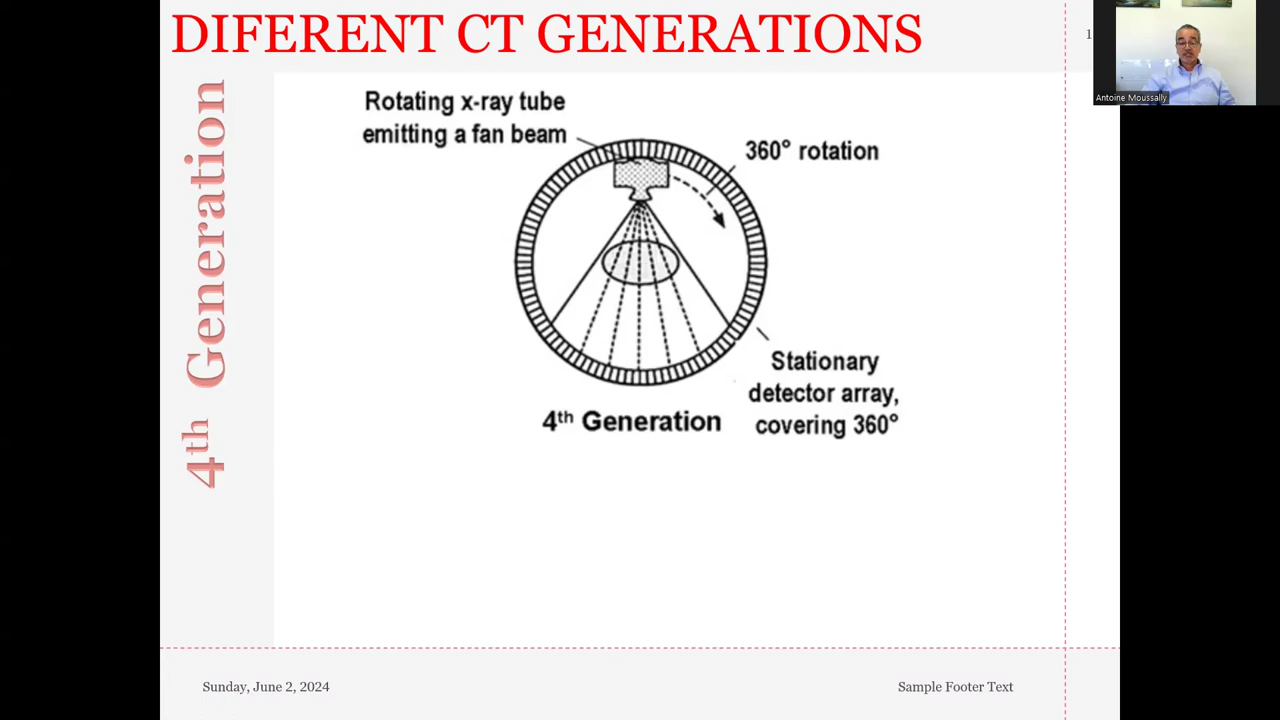 DIFERENT CT GENERATIONS
1
Antoine Moussally
4th Generation
Rotating x-ray tube
emitting a fan beam
360° rotation
Stationary
detector array,
covering 360°
4th Generation
Sunday, June 2, 2024
Sample Footer Text